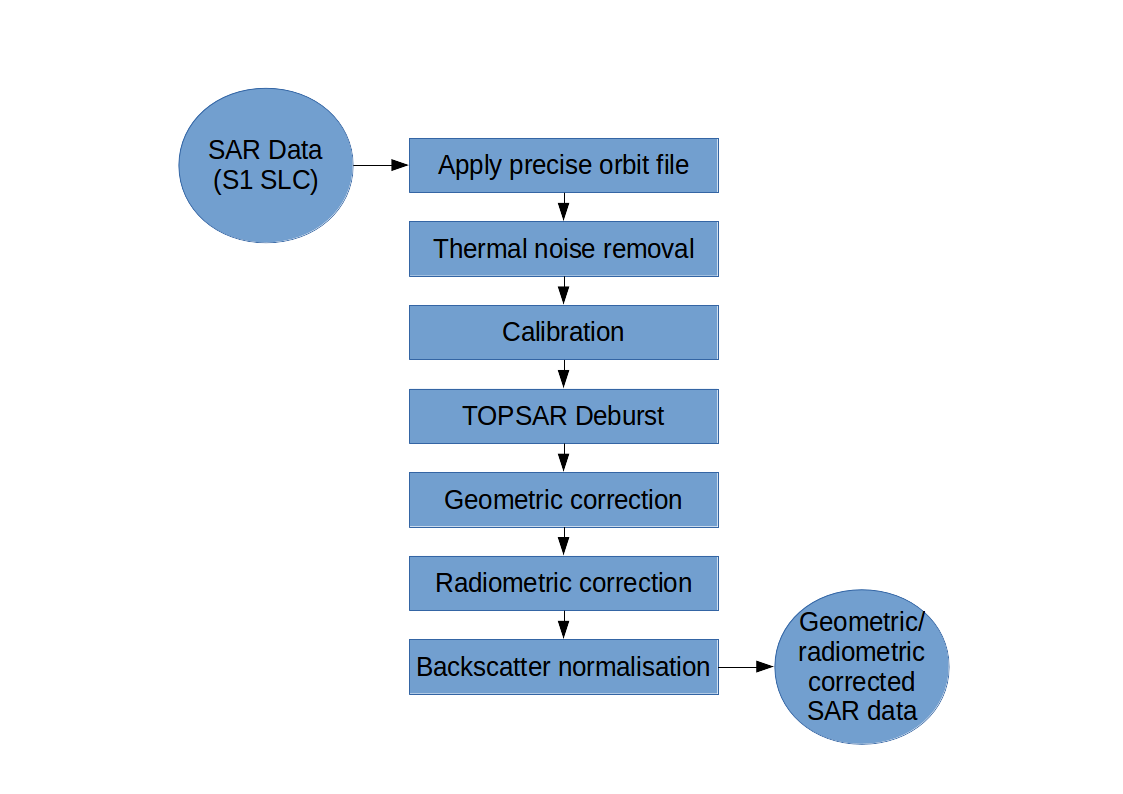 SAR Data
(S1 SLC)
Apply precise orbit file
Thermal noise removal
Calibration
TOPSAR Deburst
Geometric correction
Radiometric correction
Backscatter normalisation
Geometric/
radiometric
corrected
SAR data